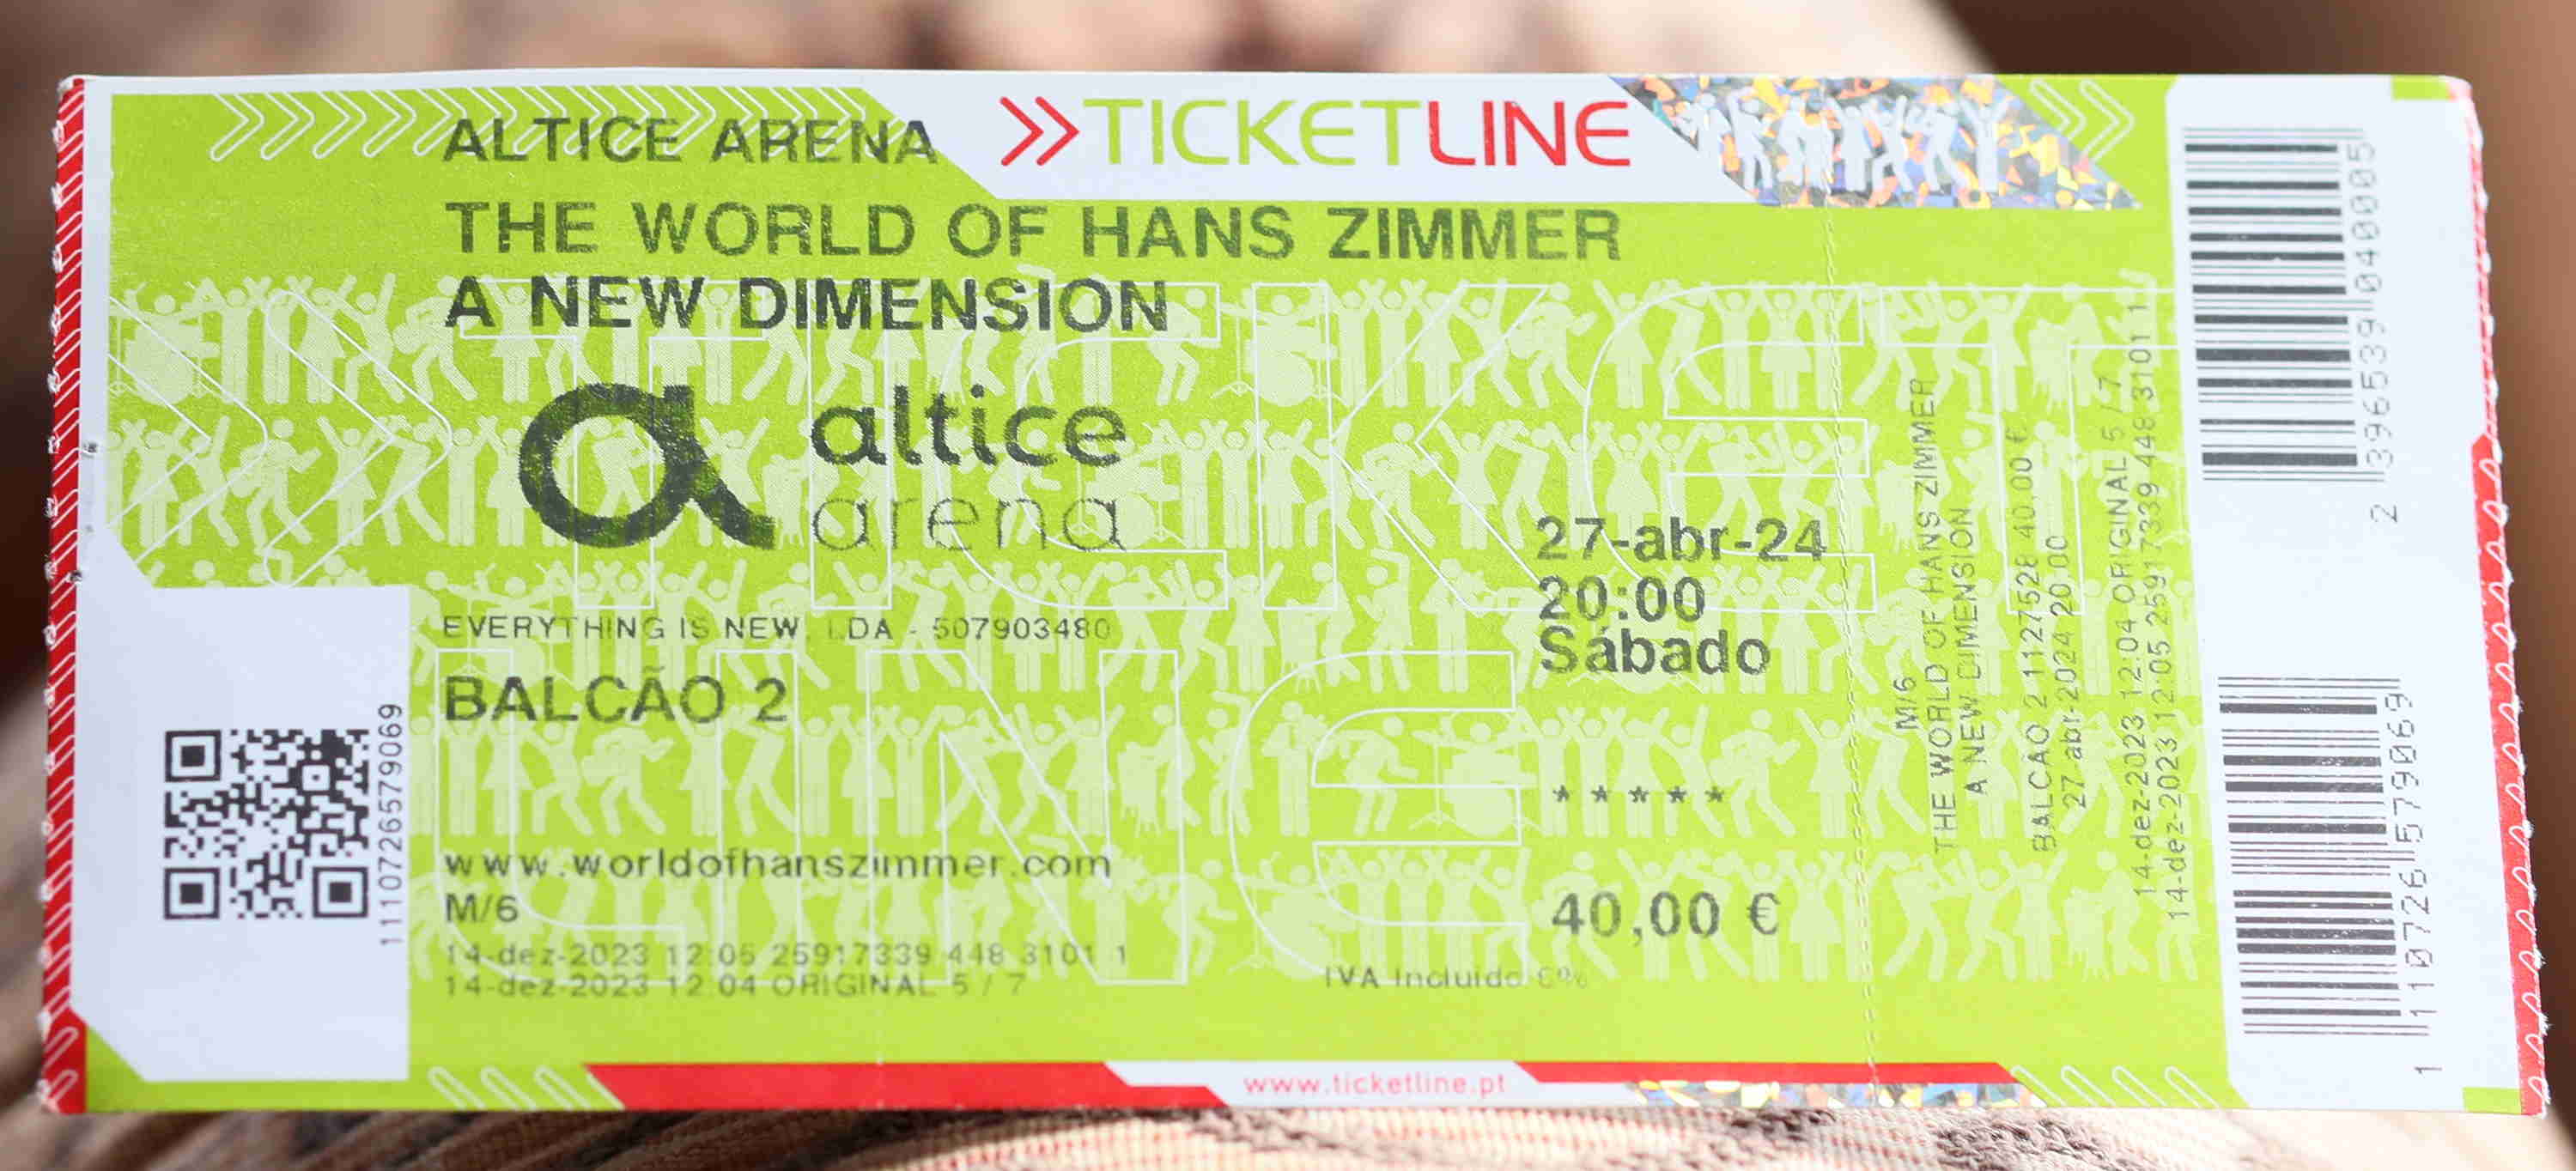 ALTICE ARENA
TICKETLINE
THE WORLD OF HANS ZIMMER
A NEW DIMENSION
altice
arena
27-abr-24
20:00
Sábado
EVERYTHING IS NEW, LDA - 507903480
BALCÃO 2
*****
www.worldofhanszimmer.com
M/6
40,00 €
14-dez-2023 12:05 25917339 448 3101 1
14-dez-2023 12:04 ORIGINAL 5 / 7
IVA Incluido
www.ticketline.pt
1110726579069
M/6
THE WORLD OF HANS ZIMMER
A NEW DIMENSION
BALCAO 2 40,00 €
27-abr-2024 20:00
14-dez-2023 12:04 ORIGINAL 5 / 7
14-dez-2023 12:05 25917339 448 3101 1
2 396539 040005
1 110726 579069
TICKET
LINE